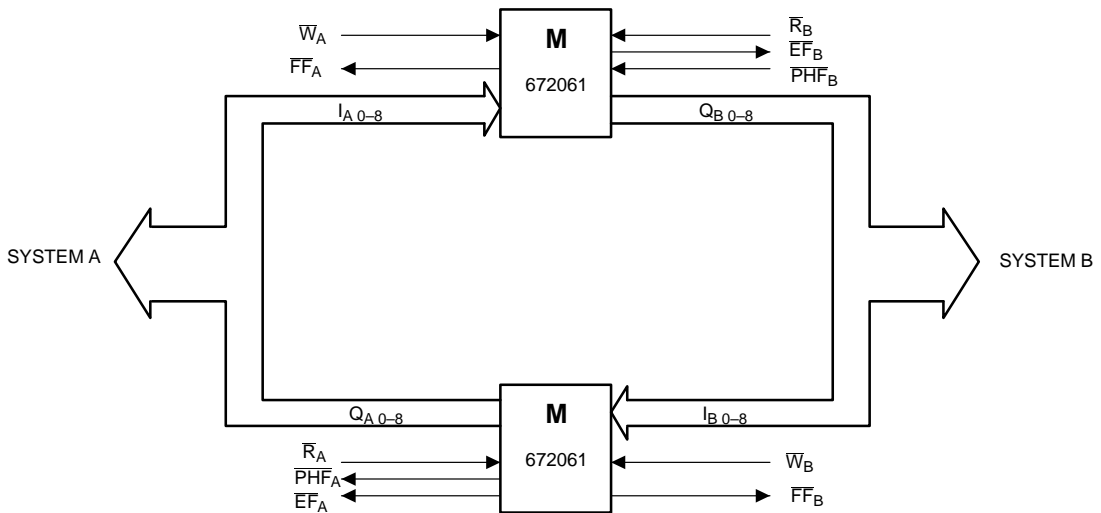 W̅A
M
R̅B
E̅F̅B
F̅F̅A
672061
P̅H̅F̅B
IA 0–8
QB 0–8
SYSTEM A
SYSTEM B
QA 0–8
M
IB 0–8
R̅A
672061
W̅B
P̅H̅F̅A
E̅F̅A
F̅F̅B